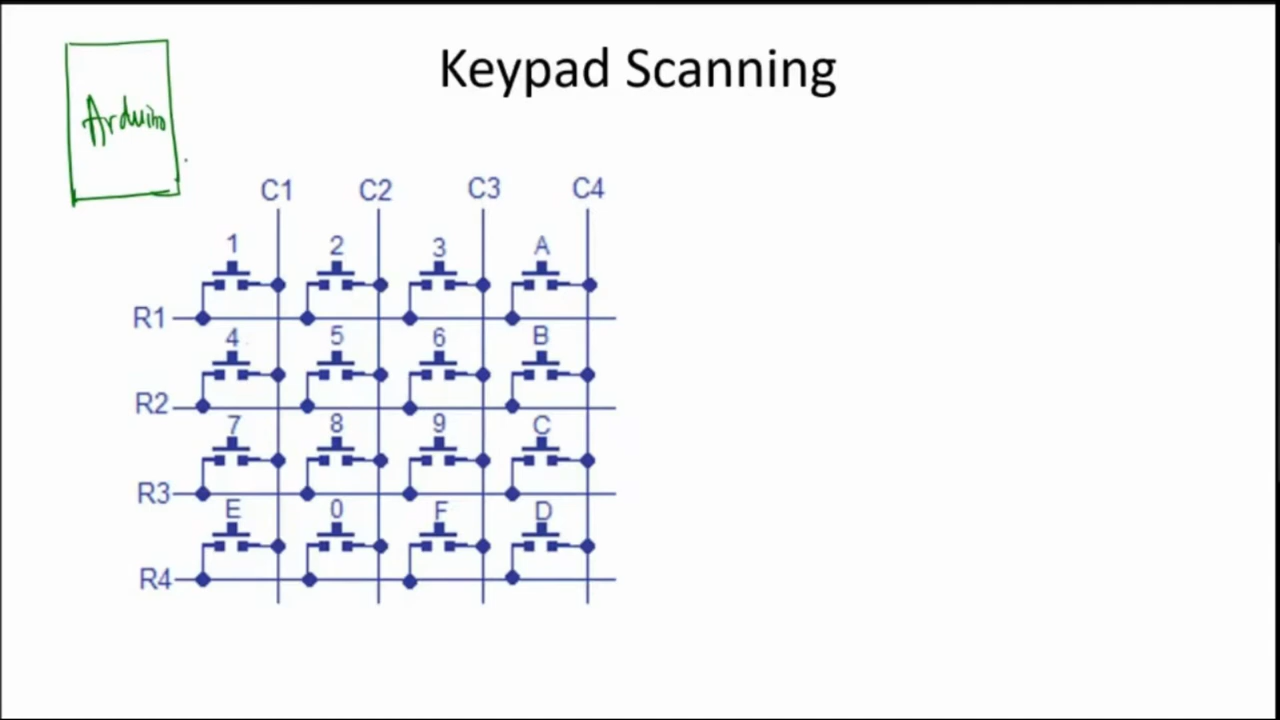 Keypad Scanning
Arduino
C1 C2 C3 C4
1 2 3 A
R1
4 5 6 B
R2
7 8 9 C
R3
E 0 F D
R4